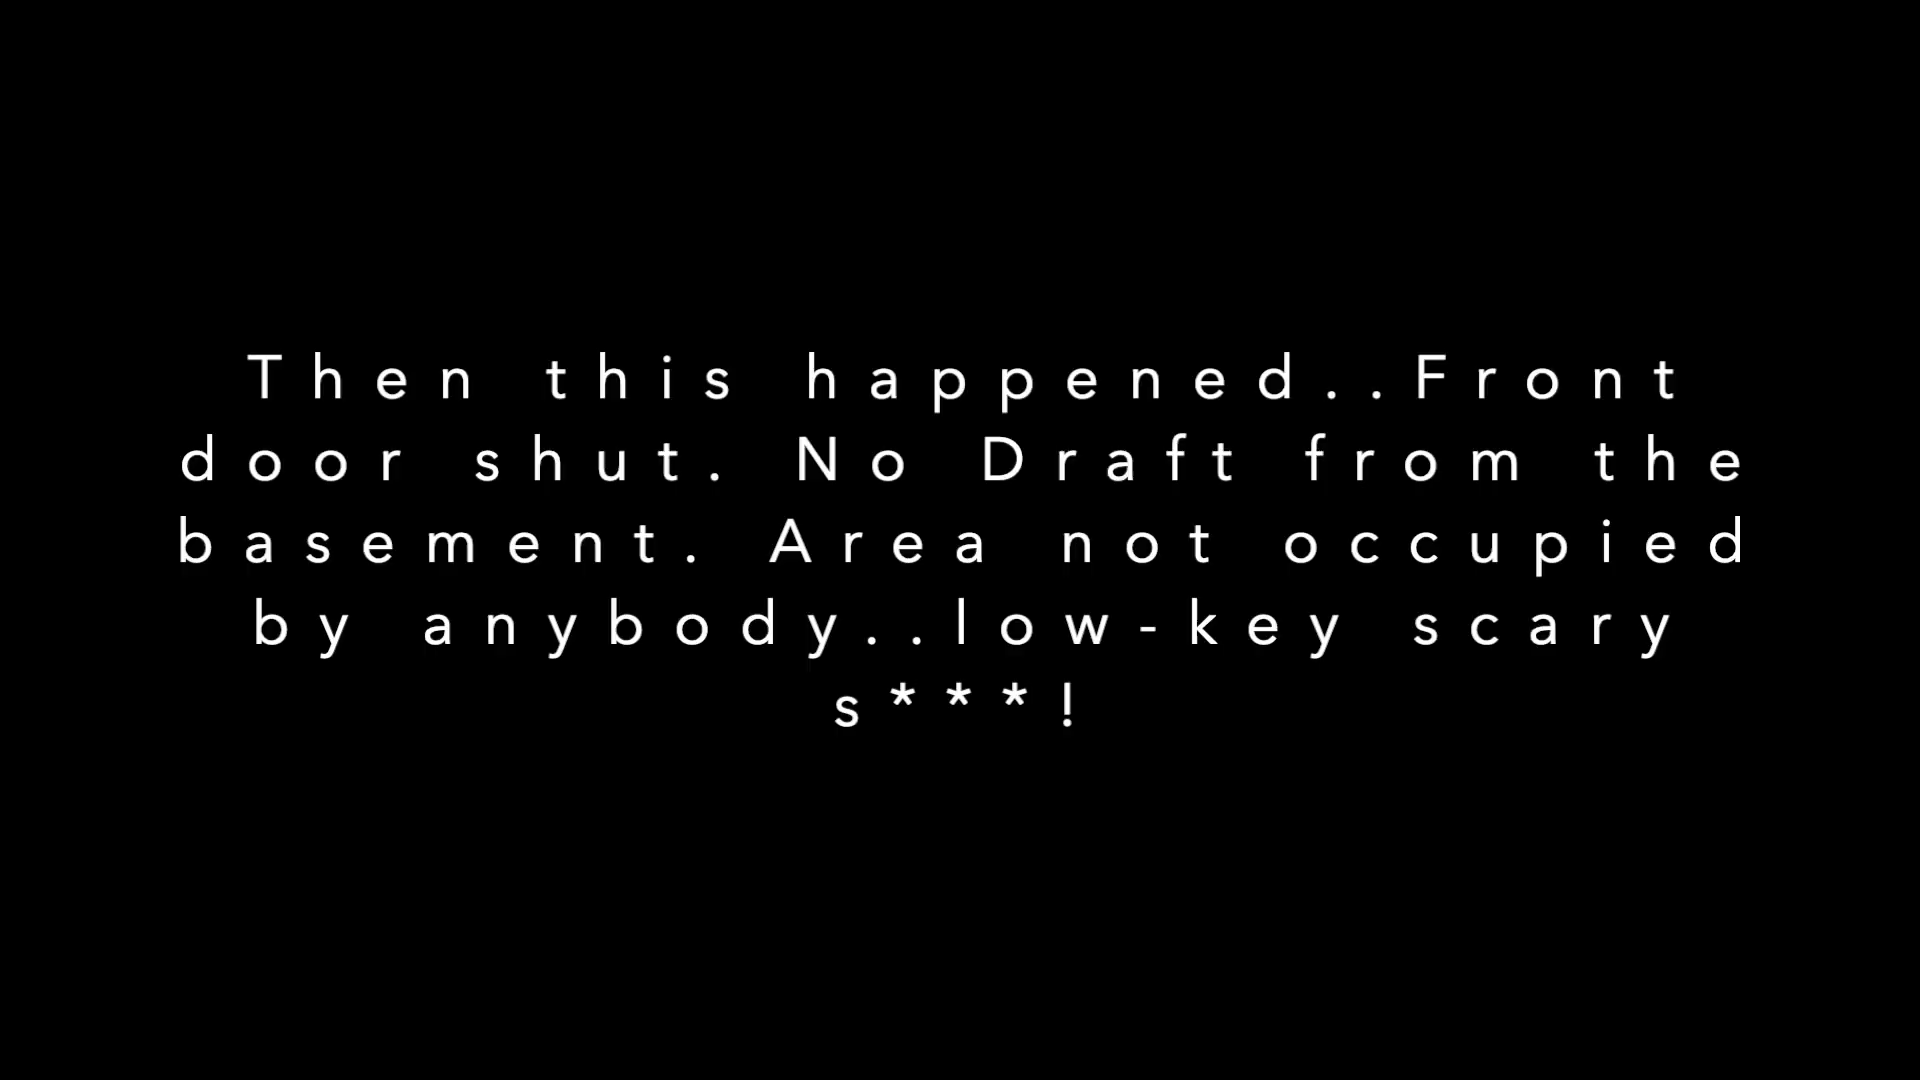 Then this happened..Front
door shut. No Draft from the
basement. Area not occupied
by anybody..low-key scary
s***!